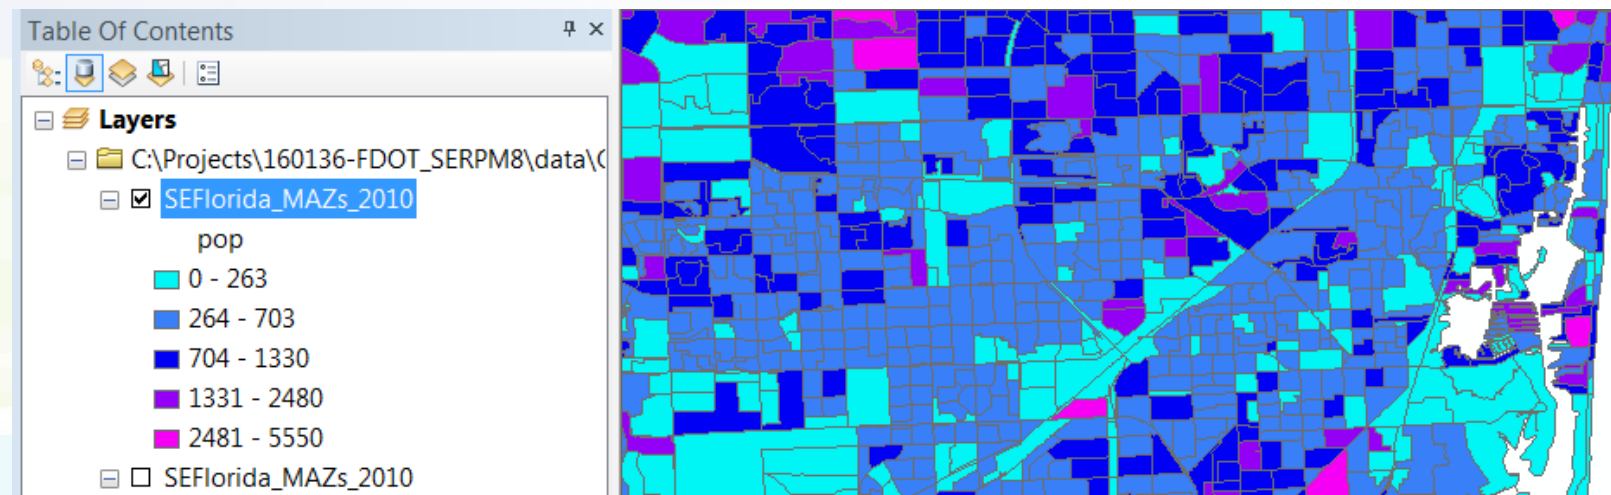 Table Of Contents
Layers
C:\Projects\160136-FDOT_SERPM8\data\
SEFlorida_MAZs_2010
pop
0 - 263
264 - 703
704 - 1330
1331 - 2480
2481 - 5550
SEFlorida_MAZs_2010